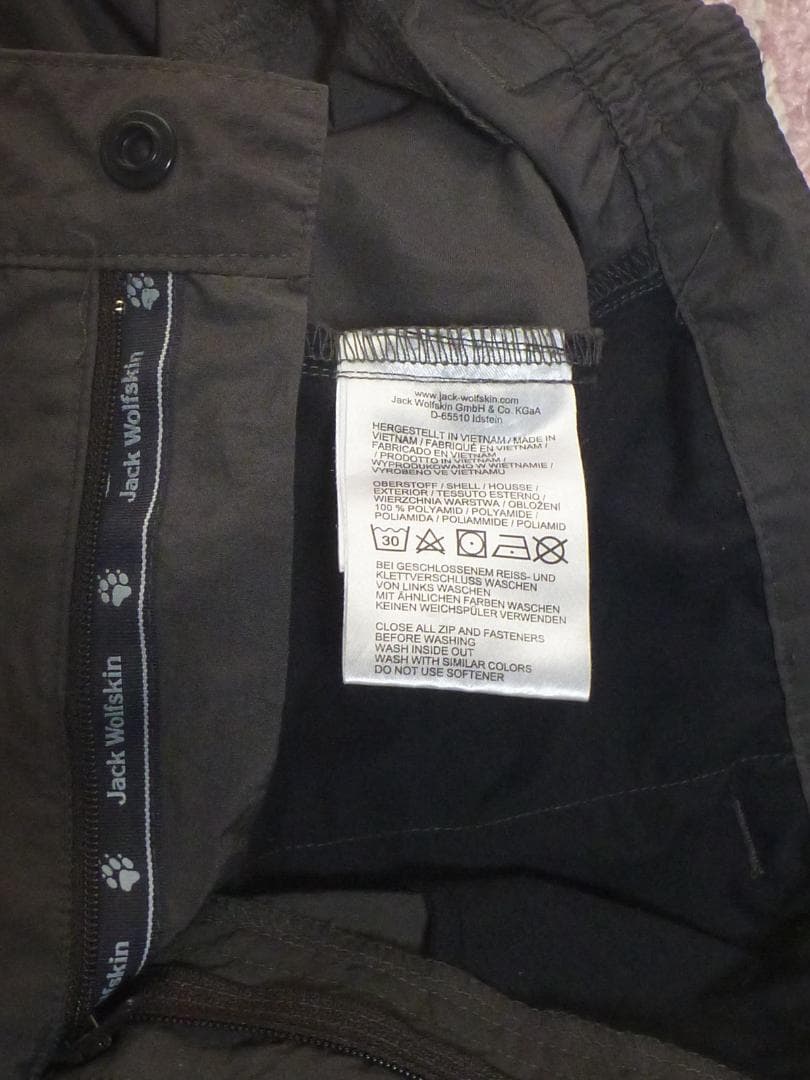 www.jack-wolfskin.com
Jack Wolfskin GmbH & Co. KGaA
D-65510 Idstein
HERGESTELLT IN VIETNAM / MADE IN
VIETNAM / FABRIQUÉ EN VIETNAM /
FABRICADO EN VIETNAM
/ PRODOTTO IN VIETNAM /
WYPRODUKOWANO W WIETNAMIE /
VYROBENO VE VIETNAMU
OBERSTOFF / SHELL / HOUSSE /
EXTERIOR / TESSUTO ESTERNO /
WIERZCHNIA WARSTWA / OBLOŽENI
100 % POLYAMID / POLYAMIDE /
POLIAMIDA / POLIAMMIDE / POLIAMID
30
BEI GESCHLOSSENEM REISS- UND
KLETTVERSCHLUSS WASCHEN
VON LINKS WASCHEN
MIT ÄHNLICHEN FARBEN WASCHEN
KEINEN WEICHSPÜLER VERWENDEN
CLOSE ALL ZIP AND FASTENERS
BEFORE WASHING
WASH INSIDE OUT
WASH WITH SIMILAR COLORS
DO NOT USE SOFTENER
Jack Wolfskin
Jack Wolfskin
fskin